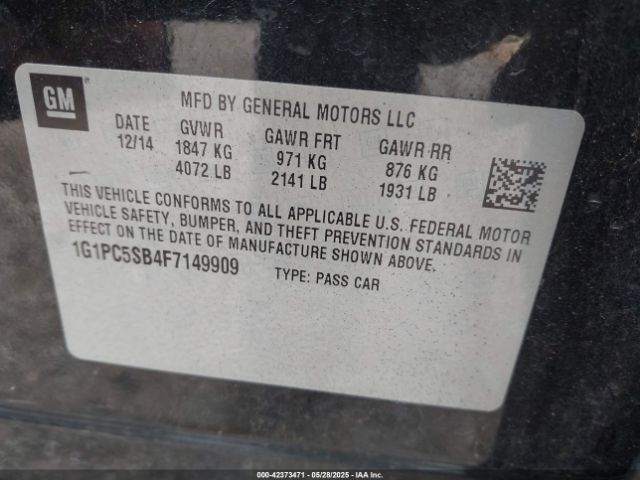 GM
MFD BY GENERAL MOTORS LLC
DATE GVWR GAWR FRT GAWR RR
12/14 1847 KG 971 KG 876 KG
4072 LB 2141 LB 1931 LB
THIS VEHICLE CONFORMS TO ALL APPLICABLE U.S. FEDERAL MOTOR
VEHICLE SAFETY, BUMPER, AND THEFT PREVENTION STANDARDS IN
EFFECT ON THE DATE OF MANUFACTURE SHOWN ABOVE.
1G1PC5SB4F7149909 TYPE: PASS CAR
000-42373471 - 05/28/2025 - IAA Inc.